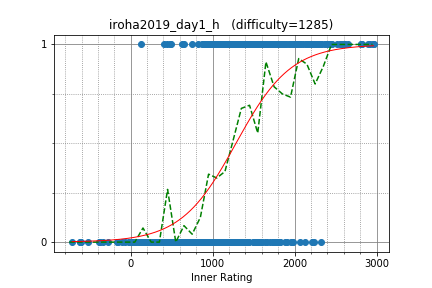 iroha2019_day1_h (difficulty=1285)
1
0
0 1000 2000 3000
Inner Rating